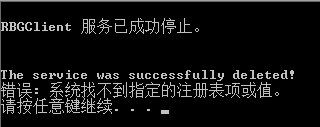 RBGClient 服务已成功停止。
The service was successfully deleted!
错误: 系统找不到指定的注册表项或值。
请按任意键继续. . .